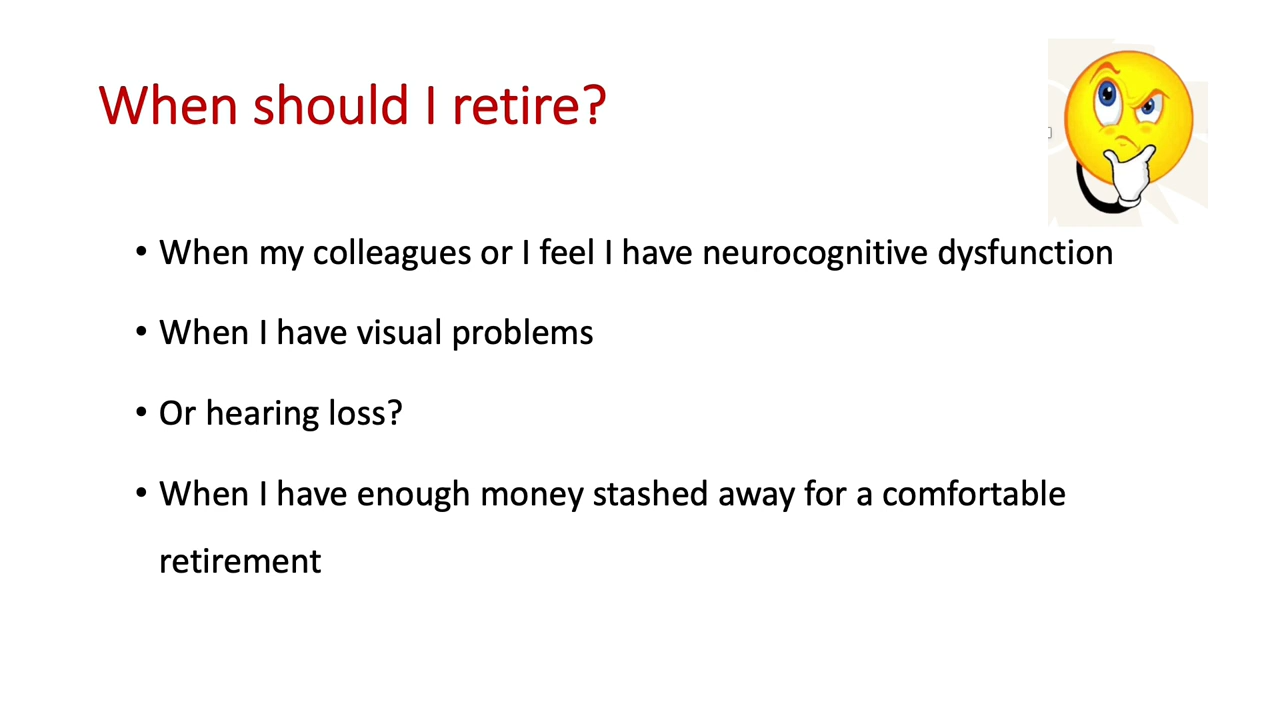 When should I retire?
• When my colleagues or I feel I have neurocognitive dysfunction
• When I have visual problems
• Or hearing loss?
• When I have enough money stashed away for a comfortable
retirement